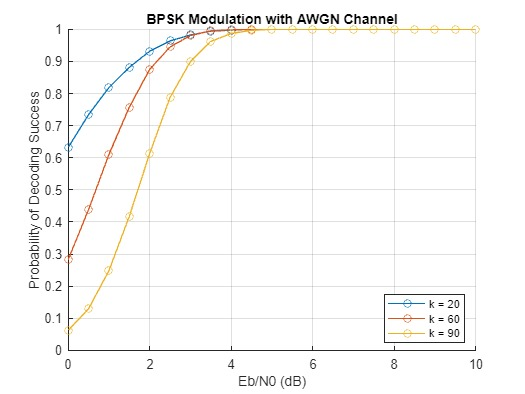 BPSK Modulation with AWGN Channel
Probability of Decoding Success
1
0.9
0.8
0.7
0.6
0.5
0.4
0.3
0.2
0.1
0
0 2 4 6 8 10
Eb/N0 (dB)
k = 20
k = 60
k = 90